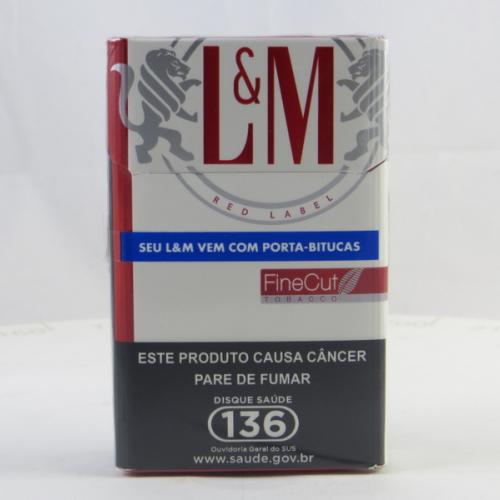 L&M
RED LABEL
SEU L&M VEM COM PORTA-BITUCAS
FineCut
TOBACCO
ESTE PRODUTO CAUSA CÂNCER
PARE DE FUMAR
DISQUE SAÚDE
136
Ouvidoria Geral do SUS
www.saude.gov.br